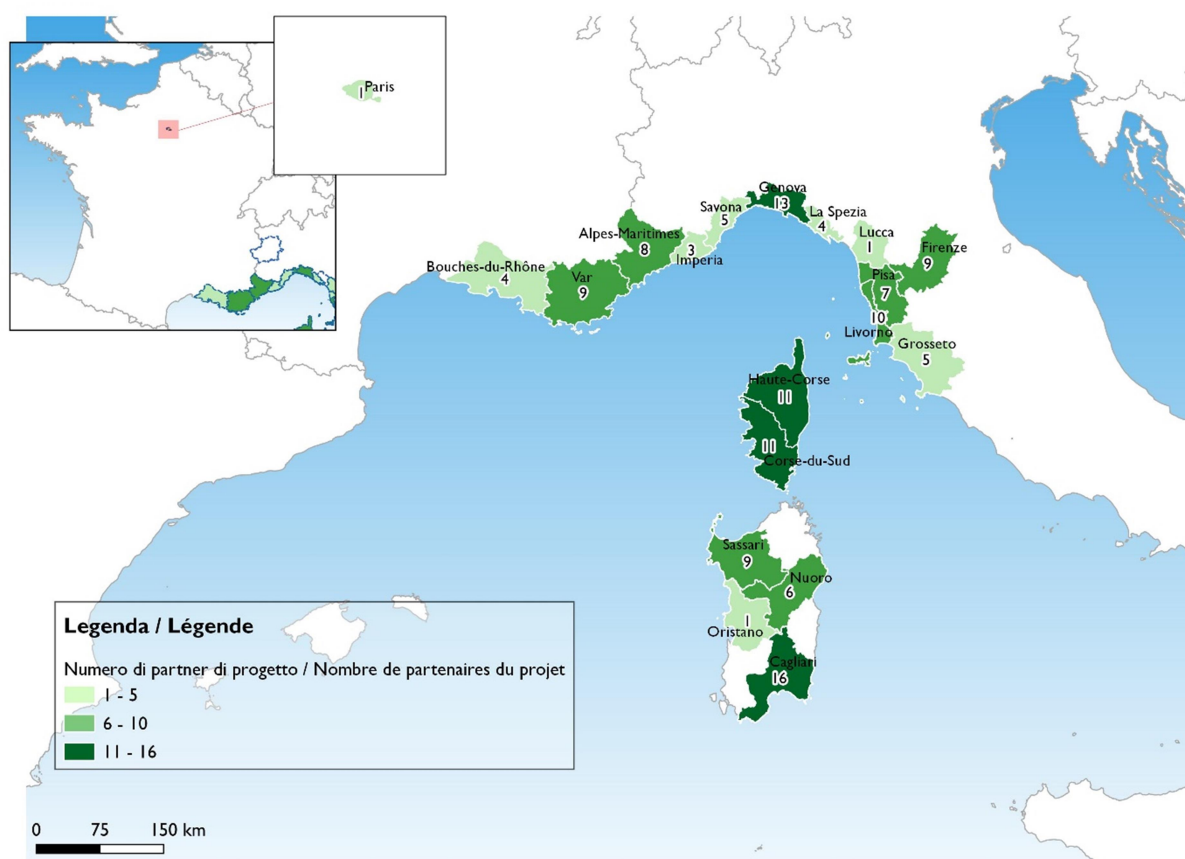 Paris
1
Genova
13
Savona
5
La Spezia
4
Alpes-Maritimes
8
3
Imperia
Lucca
1
Firenze
9
Bouches-du-Rhône
4
Var
9
Pisa
7
10
Livorno
Grosseto
5
Haute-Corse
11
11
Corse-du-Sud
Sassari
9
Nuoro
6
1
Oristano
Cagliari
16
Legenda / Légende
Numero di partner di progetto / Nombre de partenaires du projet
1 - 5
6 - 10
11 - 16
0 75 150 km